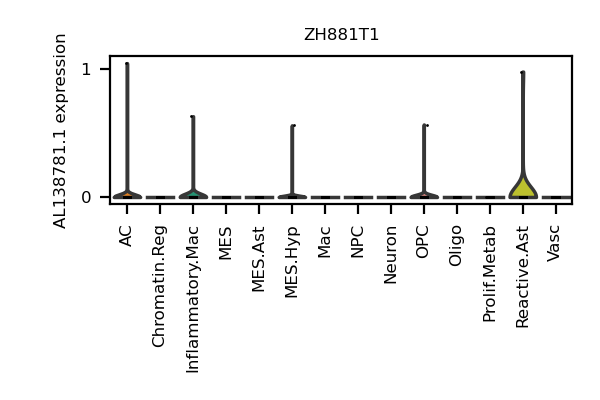 ZH881T1
AL138781.1 expression
1
0
AC
Chromatin.Reg
Inflammatory.Mac
MES
MES.Ast
MES.Hyp
Mac
NPC
Neuron
OPC
Oligo
Prolif.Metab
Reactive.Ast
Vasc